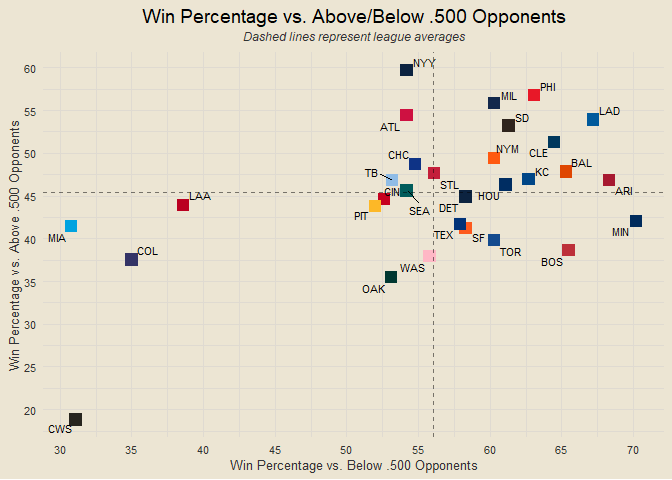 Win Percentage vs. Above/Below .500 Opponents
Dashed lines represent league averages
Win Percentage vs. Above .500 Opponents
60
55
50
45
40
35
30
25
20
NYY
PHI
MIL
LAD
ATL
SD
CHC
NYM
CLE
BAL
TB
KC
CIN
STL
HOU
ARI
LAA
SEA
DET
PIT
MIA
TEX
SF
MIN
COL
TOR
BOS
WAS
OAK
CWS
30
35
40
45
50
55
60
65
70
Win Percentage vs. Below .500 Opponents